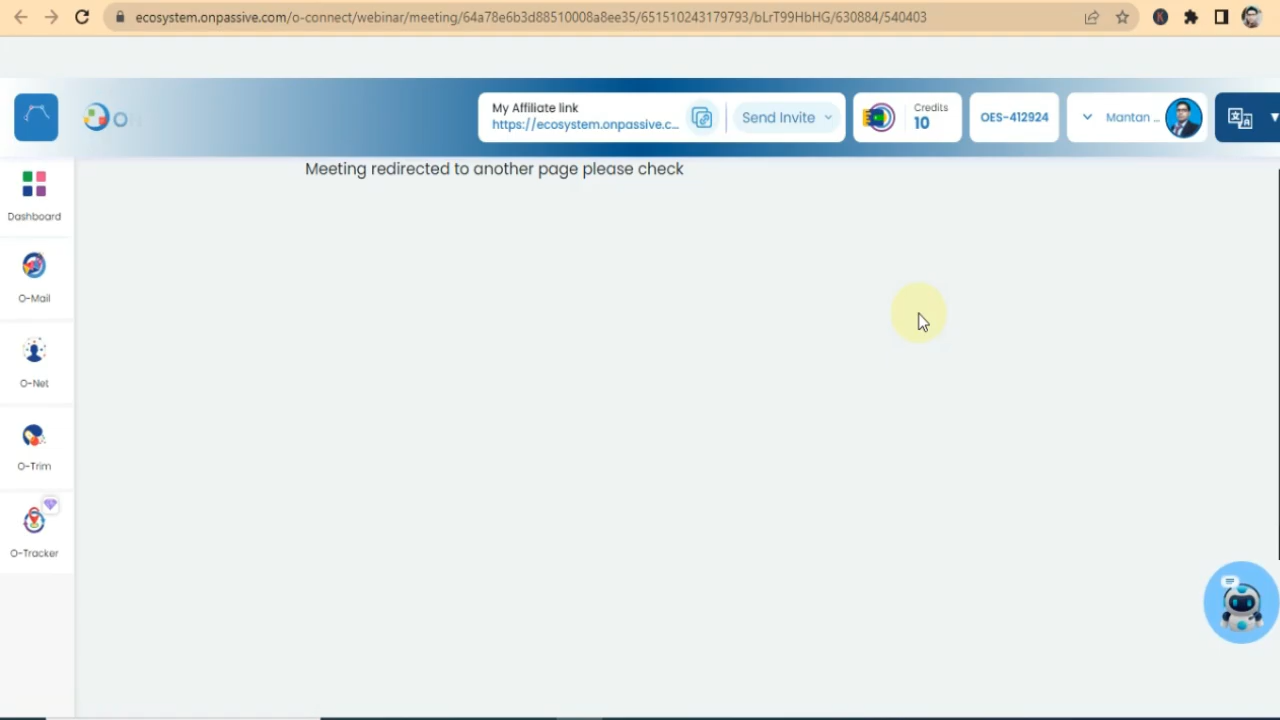 ecosystem.onpassive.com/o-connect/webinar/meeting/64a78e6b3d88510008a8ee35/651510243179793/bLrT99HbHG/630884/540403
My Affiliate link
https://ecosystem.onpassive.c...
Send Invite
Credits
10
OES-412924
Mantan ...
Meeting redirected to another page please check
Dashboard
O-Mail
O-Net
O-Trim
O-Tracker